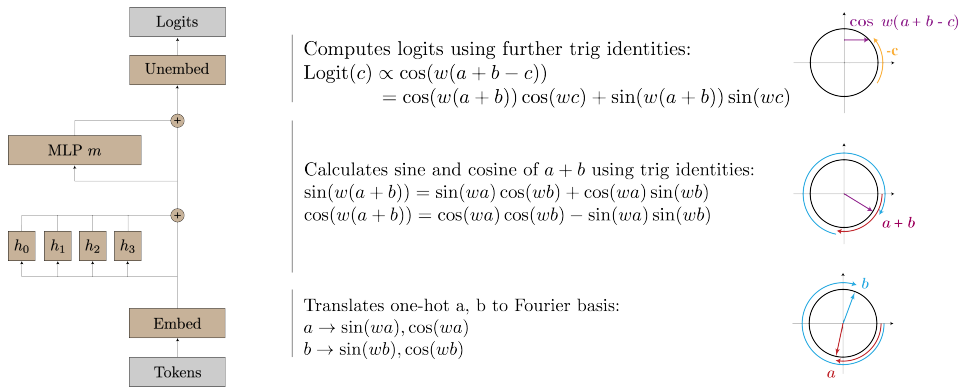 Logits
Unembed
+
MLP m
+
h₀ h₁ h₂ h₃
Embed
Tokens
Computes logits using further trig identities:
Logit(c) ∝ cos(w(a + b − c))
= cos(w(a + b)) cos(wc) + sin(w(a + b)) sin(wc)
Calculates sine and cosine of a + b using trig identities:
sin(w(a + b)) = sin(wa) cos(wb) + cos(wa) sin(wb)
cos(w(a + b)) = cos(wa) cos(wb) − sin(wa) sin(wb)
Translates one-hot a, b to Fourier basis:
a → sin(wa), cos(wa)
b → sin(wb), cos(wb)
cos w(a + b - c)
-c
a + b
b
a